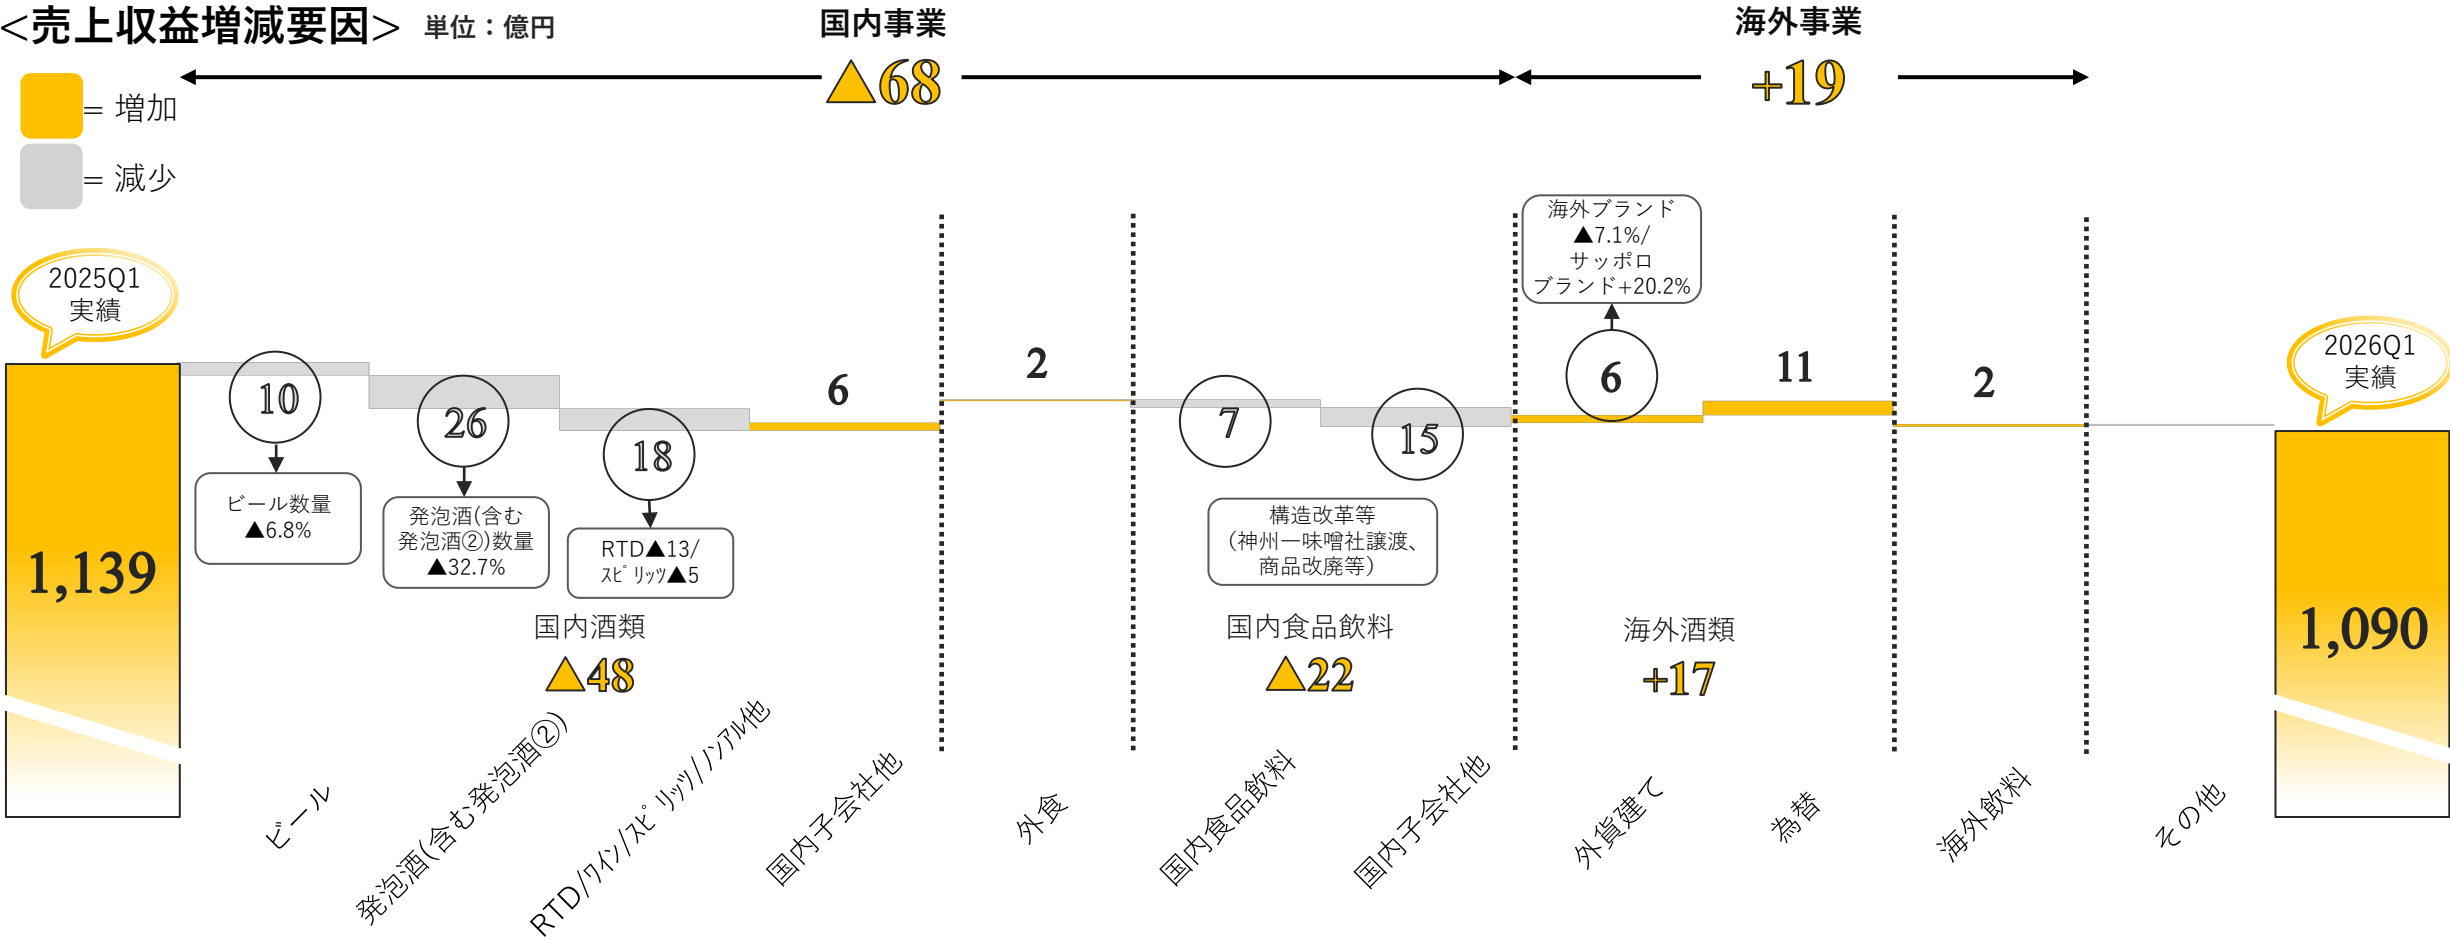 <売上収益増減要因> 単位：億円
国内事業
▲68
海外事業
+19
= 増加
= 減少
2025Q1
実績
1,139
10
ビール数量
▲6.8%
26
発泡酒(含む
発泡酒②)数量
▲32.7%
18
RTD▲13/
ｽﾋﾟﾘｯﾂ▲5
6
国内酒類
▲48
2
7
15
構造改革等
（神州一味噌社譲渡、
商品改廃等）
国内食品飲料
▲22
海外ブランド
▲7.1%/
サッポロ
ブランド+20.2%
6
11
海外酒類
+17
2
2026Q1
実績
1,090
ビール
発泡酒(含む発泡酒②)
RTD/ﾜｲﾝ/ｽﾋﾟﾘｯﾂ/ﾉﾝｱﾙ他
国内子会社他
外食
国内食品飲料
国内子会社他
外貨建て
為替
海外飲料
その他